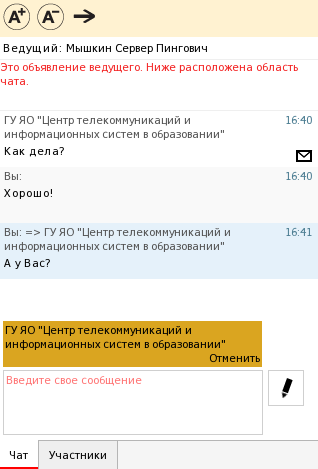 A+ A-
Ведущий: Мышкин Сервер Пингович
Это объявление ведущего. Ниже расположена область
чата.
ГУ ЯО "Центр телекоммуникаций и 16:40
информационных систем в образовании"
Как дела?
Вы: 16:40
Хорошо!
Вы: => ГУ ЯО "Центр телекоммуникаций и 16:41
информационных систем в образовании"
А у Вас?
ГУ ЯО "Центр телекоммуникаций и
информационных систем в образовании"
Отменить
Введите свое сообщение
Чат Участники